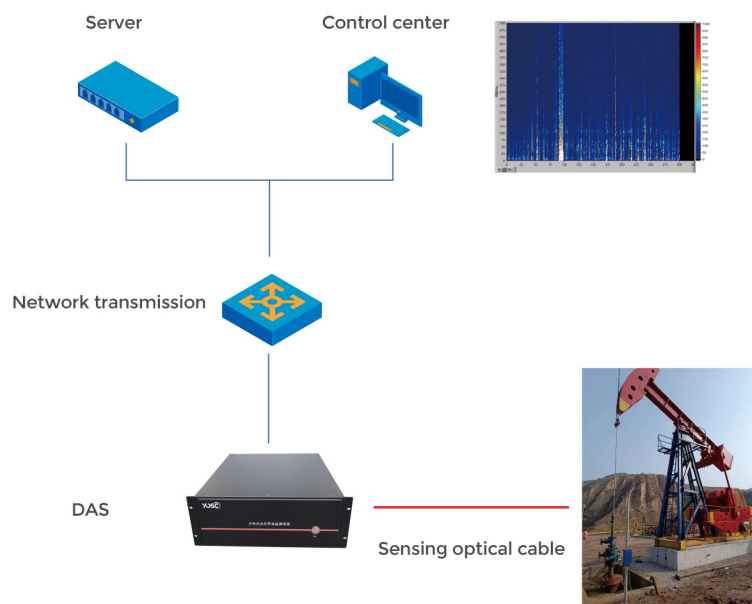 Server
Control center
Network transmission
DAS
Sensing optical cable